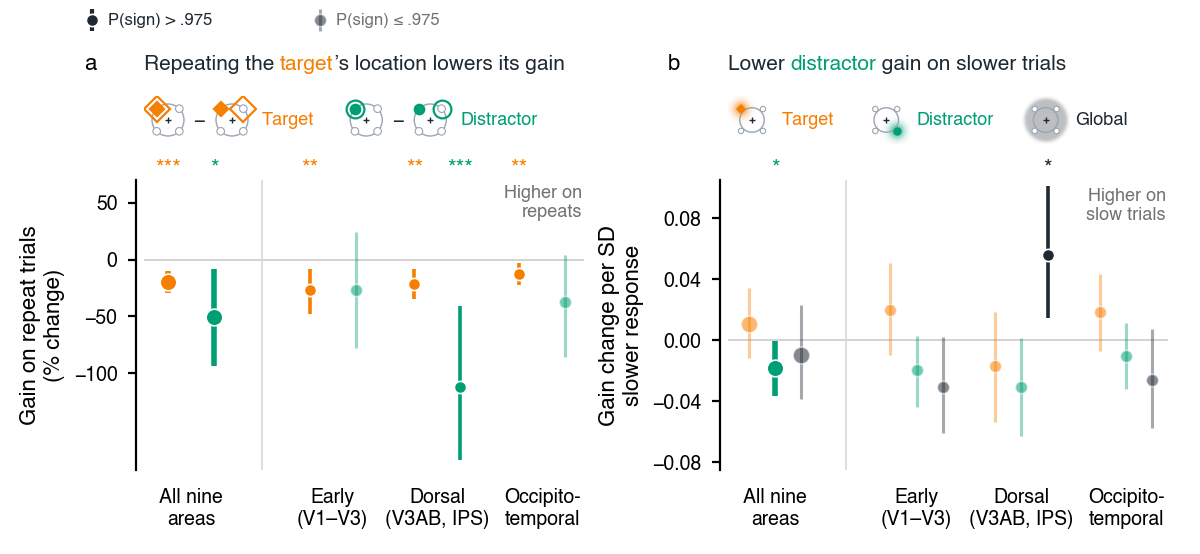 P(sign) > .975
P(sign) ≤ .975
a
Repeating the target's location lowers its gain
– Target
– Distractor
*** * ** ** *** **
Higher on
repeats
50
0
−50
−100
Gain on repeat trials
(% change)
All nine
areas
Early
(V1–V3)
Dorsal
(V3AB, IPS)
Occipito-
temporal
b
Lower distractor gain on slower trials
Target
Distractor
Global
* *
Higher on
slow trials
0.08
0.04
0.00
−0.04
−0.08
Gain change per SD
slower response
All nine
areas
Early
(V1–V3)
Dorsal
(V3AB, IPS)
Occipito-
temporal